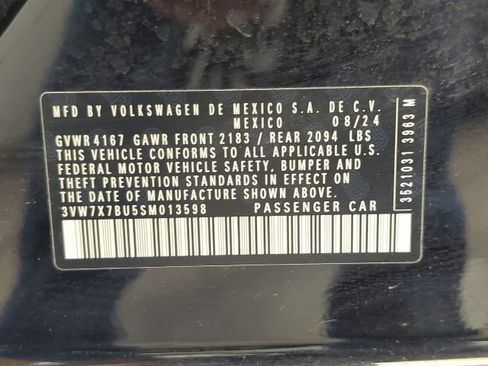 MFD BY VOLKSWAGEN DE MEXICO S.A. DE C.V.
MEXICO 08/24
GVWR 4167 GAWR FRONT 2183 / REAR 2094 LBS
THIS VEHICLE CONFORMS TO ALL APPLICABLE U.S.
FEDERAL MOTOR VEHICLE SAFETY, BUMPER AND
THEFT PREVENTION STANDARDS IN EFFECT ON THE
DATE OF MANUFACTURE SHOWN ABOVE
3VW7X7BU5SM013598 PASSENGER CAR
36210311 3963 M